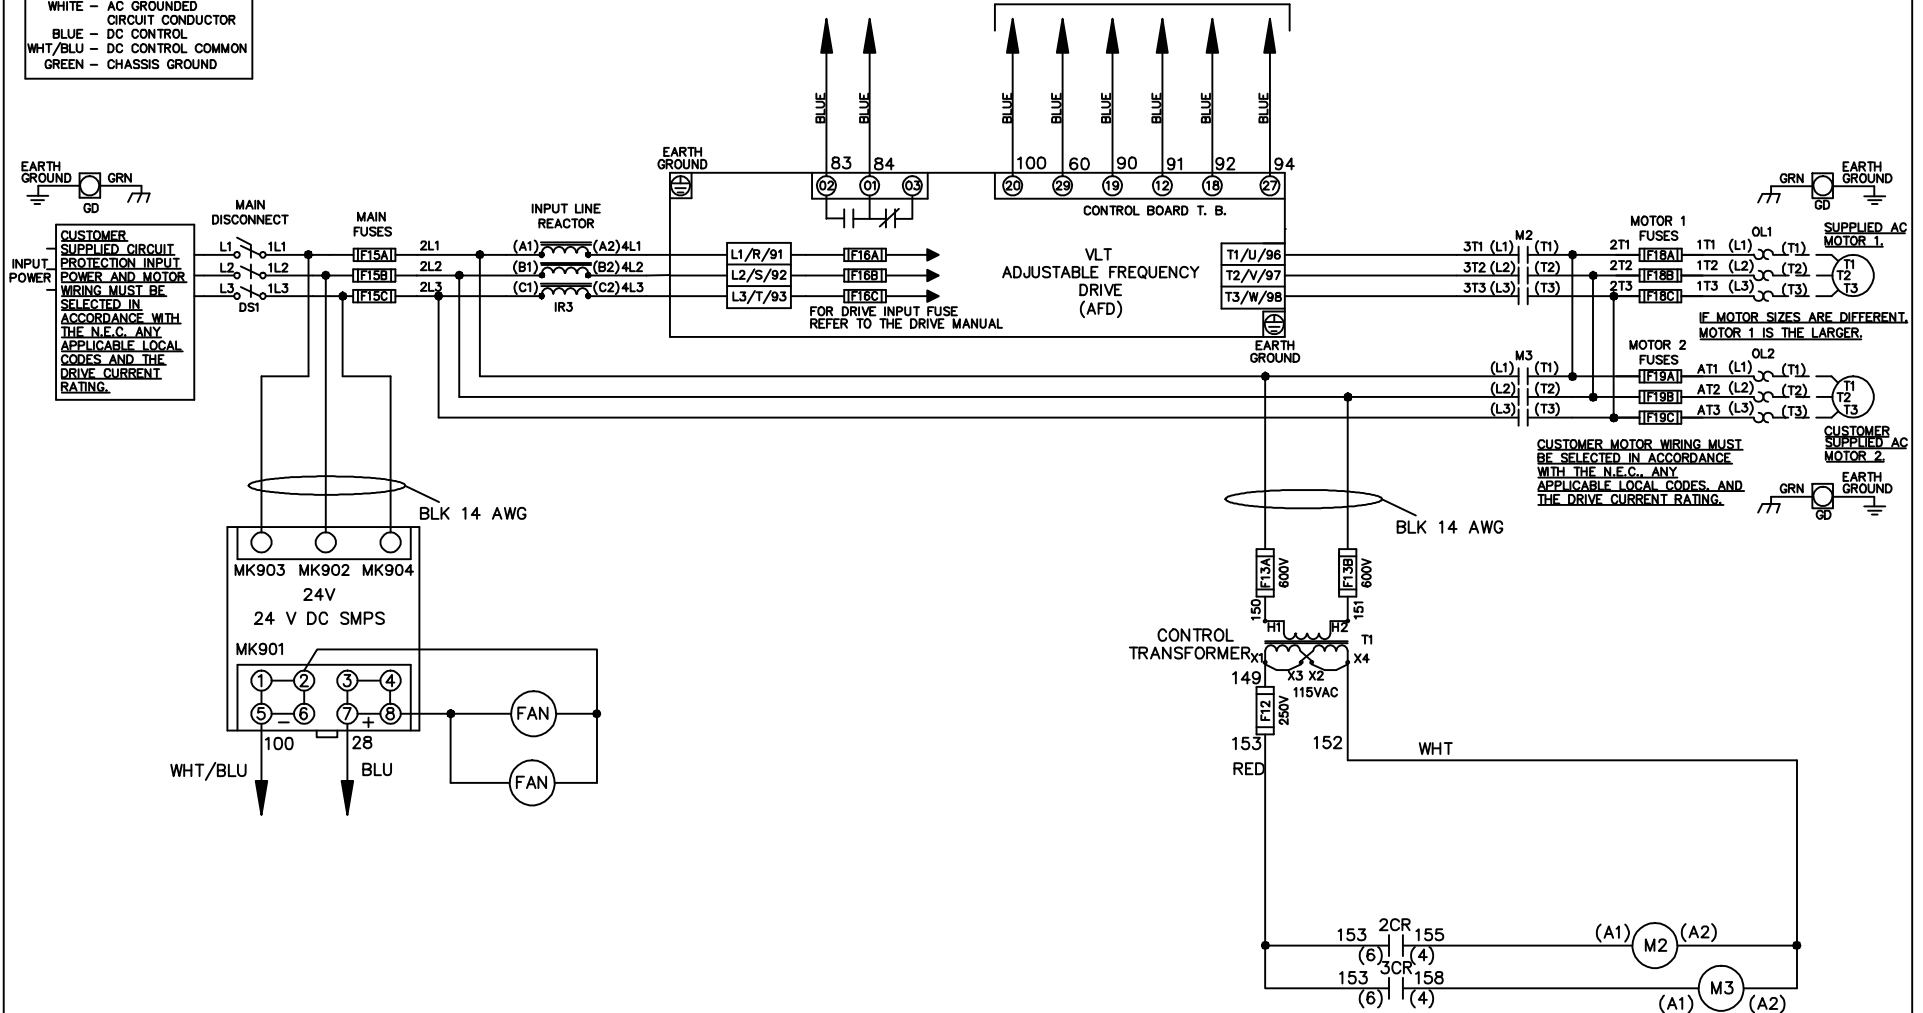 WHITE – AC GROUNDED
CIRCUIT CONDUCTOR
BLUE – DC CONTROL
WHT/BLU – DC CONTROL COMMON
GREEN – CHASSIS GROUND
BLUE BLUE BLUE BLUE BLUE BLUE BLUE BLUE
83 84 100 60 90 91 92 94
EARTH
GROUND
02 01 03 20 29 19 12 18 27
CONTROL BOARD T. B.
EARTH
GROUND
GRN
GD
INPUT
POWER
CUSTOMER
SUPPLIED CIRCUIT
PROTECTION INPUT
POWER AND MOTOR
WIRING MUST BE
SELECTED IN
ACCORDANCE WITH
THE N.E.C. ANY
APPLICABLE LOCAL
CODES AND THE
DRIVE CURRENT
RATING.
MAIN
DISCONNECT
L1 1L1
L2 1L2
L3 1L3
DS1
MAIN
FUSES
F15A 2L1
F15B 2L2
F15C 2L3
INPUT LINE
REACTOR
(A1) (A2) 4L1
(B1) (B2) 4L2
(C1) (C2) 4L3
IR3
L1/R/91 F16A
L2/S/92 F16B
L3/T/93 F16C
FOR DRIVE INPUT FUSE
REFER TO THE DRIVE MANUAL
VLT
ADJUSTABLE FREQUENCY
DRIVE
(AFD)
T1/U/96
T2/V/97
T3/W/98
EARTH
GROUND
M2
3T1 (L1) (T1)
3T2 (L2) (T2)
3T3 (L3) (T3)
MOTOR 1
FUSES
2T1 F18A 1T1 (L1) (T1)
2T2 F18B 1T2 (L2) (T2)
2T3 F18C 1T3 (L3) (T3)
OL1
T1
T2
T3
GRN
EARTH
GROUND
GD
SUPPLIED AC
MOTOR 1.
IF MOTOR SIZES ARE DIFFERENT,
MOTOR 1 IS THE LARGER.
M3
(L1) (T1)
(L2) (T2)
(L3) (T3)
MOTOR 2
FUSES
F19A AT1 (L1) (T1)
F19B AT2 (L2) (T2)
F19C AT3 (L3) (T3)
OL2
T1
T2
T3
CUSTOMER
SUPPLIED AC
MOTOR 2.
CUSTOMER MOTOR WIRING MUST
BE SELECTED IN ACCORDANCE
WITH THE N.E.C., ANY
APPLICABLE LOCAL CODES, AND
THE DRIVE CURRENT RATING.
GRN
EARTH
GROUND
GD
BLK 14 AWG
MK903 MK902 MK904
24V
24 V DC SMPS
MK901
1 2 3 4
5 – 6 7 + 8
100 28
WHT/BLU BLU
FAN
FAN
BLK 14 AWG
F13A 600V F13B 600V
150 151
H1 H2
T1
CONTROL
TRANSFORMER
X1 X4
X3 X2
115VAC
149
F12 250V
153
RED
152
WHT
2CR
153 155
(6) (4)
(A1) M2 (A2)
3CR
153 158
(6) (4)
(A1) M3 (A2)